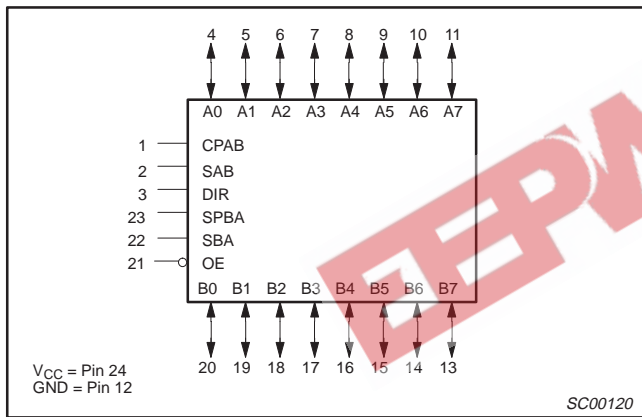 4 5 6 7 8 9 10 11
A0 A1 A2 A3 A4 A5 A6 A7
1 CPAB
2 SAB
3 DIR
23 SPBA
22 SBA
21 OE
B0 B1 B2 B3 B4 B5 B6 B7
20 19 18 17 16 15 14 13
VCC = Pin 24
GND = Pin 12
SC00120
EEPW